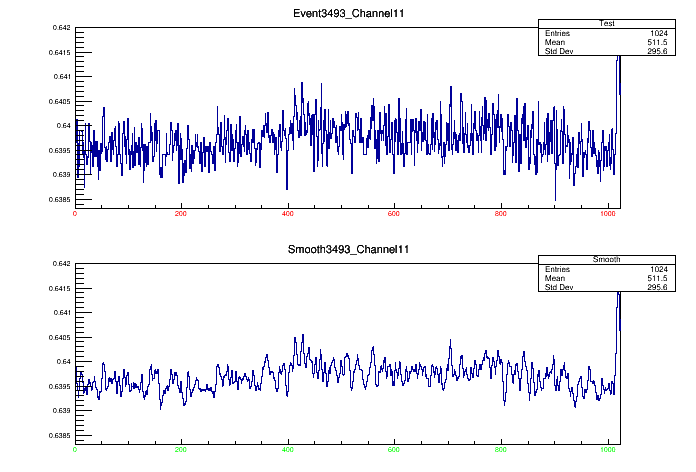 Event3493_Channel11
Test
Entries 1024
Mean 511.5
Std Dev 295.6
0.642
0.6415
0.641
0.6405
0.64
0.6395
0.639
0.6385
0 200 400 600 800 1000
Smooth3493_Channel11
Smooth
Entries 1024
Mean 511.5
Std Dev 295.6
0.642
0.6415
0.641
0.6405
0.64
0.6395
0.639
0.6385
0 200 400 600 800 1000